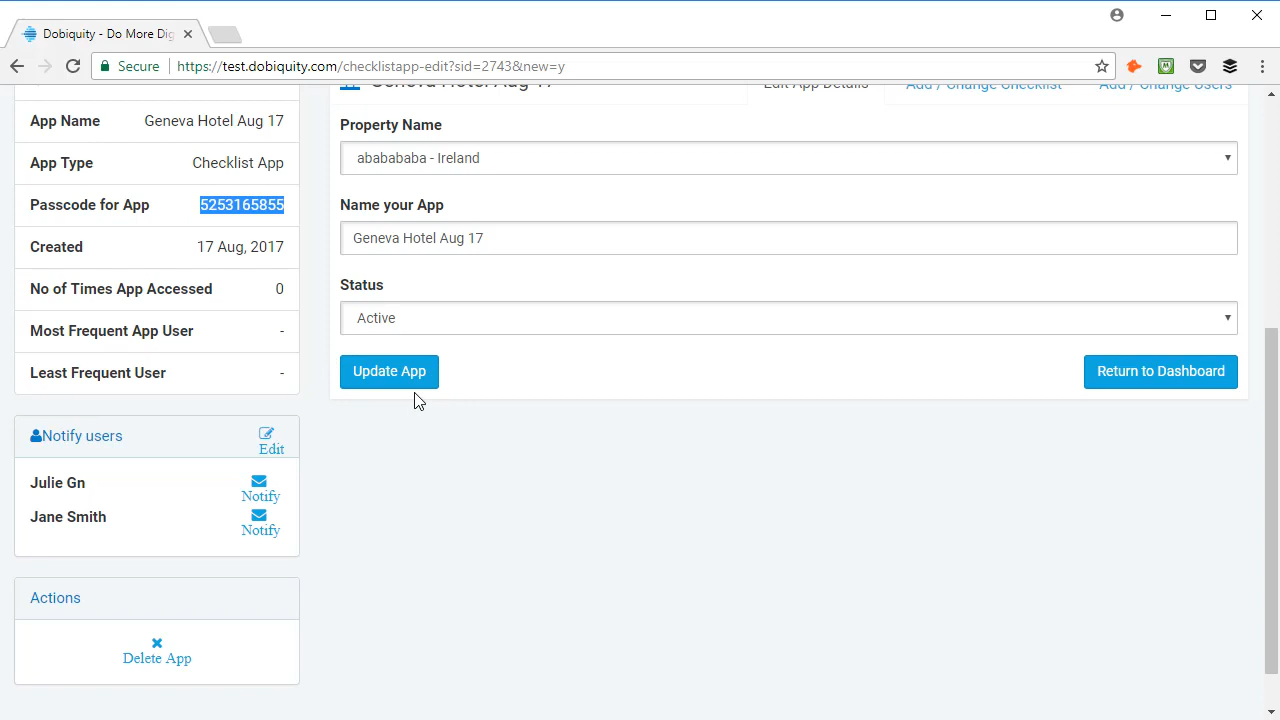 Dobiquity - Do More Dig
Secure https://test.dobiquity.com/checklistapp-edit?sid=2743&new=y
Geneva Hotel Aug 17 Edit App Details Add / Change Checklist Add / Change Users
App Name Geneva Hotel Aug 17
App Type Checklist App
Passcode for App 5253165855
Created 17 Aug, 2017
No of Times App Accessed 0
Most Frequent App User -
Least Frequent User -
Notify users Edit
Julie Gn Notify
Jane Smith Notify
Actions
Delete App
Property Name
ababababa - Ireland
Name your App
Geneva Hotel Aug 17
Status
Active
Update App Return to Dashboard